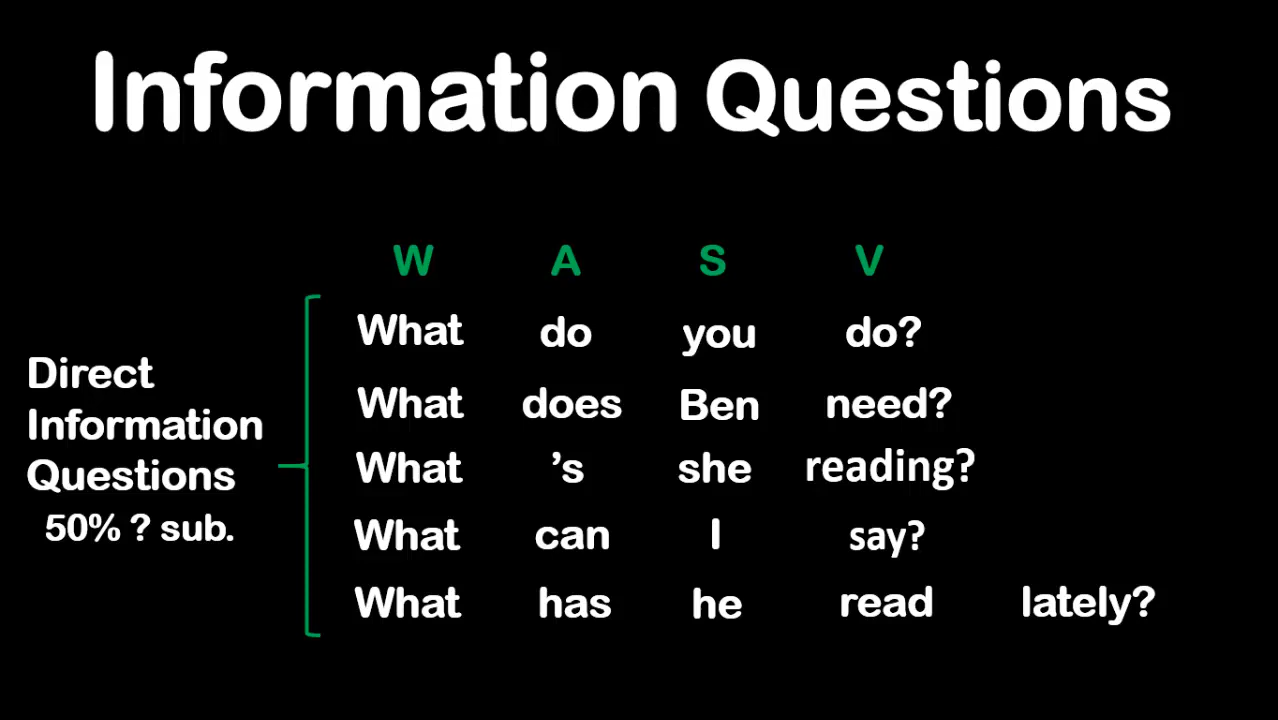 Information Questions
W A S V
What do you do?
Direct
What does Ben need?
Information
What ’s she reading?
Questions
50% ? sub.
What can I say?
What has he read lately?